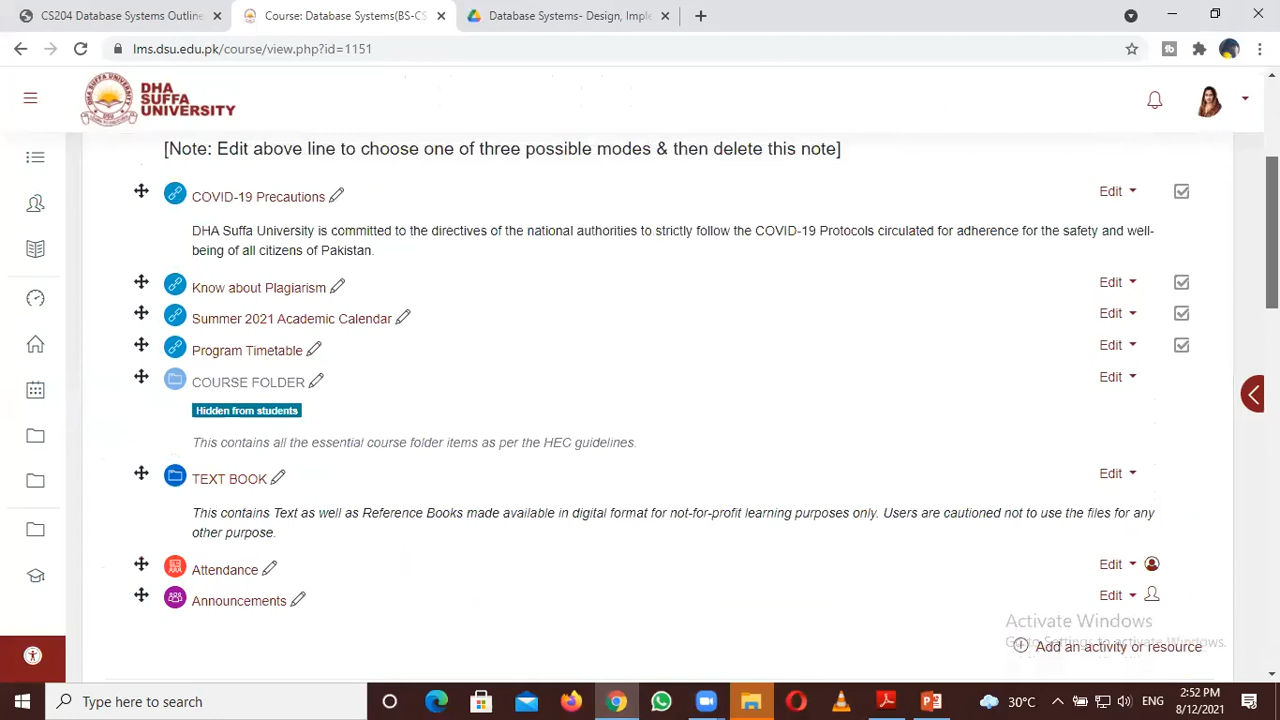 CS204 Database Systems Outline
Course: Database Systems(BS-CS
Database Systems- Design, Imple
lms.dsu.edu.pk/course/view.php?id=1151
DHA
SUFFA
UNIVERSITY
[Note: Edit above line to choose one of three possible modes & then delete this note]
COVID-19 Precautions
Edit
DHA Suffa University is committed to the directives of the national authorities to strictly follow the COVID-19 Protocols circulated for adherence for the safety and well-
being of all citizens of Pakistan.
Know about Plagiarism
Edit
Summer 2021 Academic Calendar
Edit
Program Timetable
Edit
COURSE FOLDER
Edit
Hidden from students
This contains all the essential course folder items as per the HEC guidelines.
TEXT BOOK
Edit
This contains Text as well as Reference Books made available in digital format for not-for-profit learning purposes only. Users are cautioned not to use the files for any
other purpose.
Attendance
Edit
Announcements
Edit
Activate Windows
Go to Settings to activate Windows.
Add an activity or resource
Type here to search
30°C
ENG
2:52 PM
8/12/2021